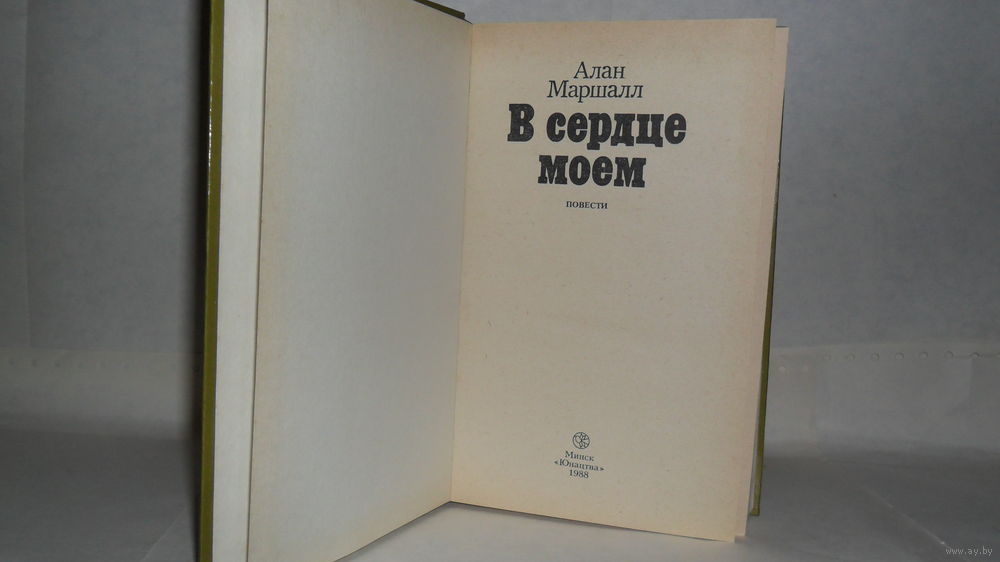 Алан
Маршалл
В сердце
моем
ПОВЕСТИ
Минск
«Юнацтва»
1988
www.ay.by